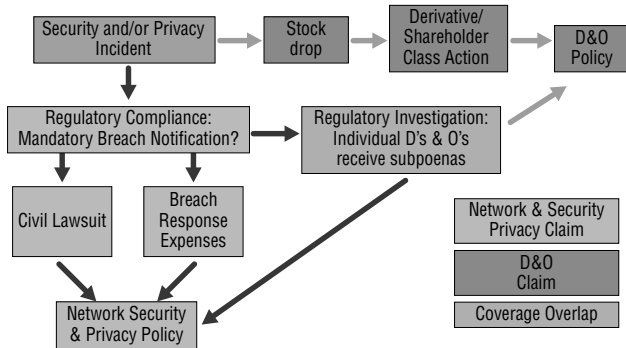 Security and/or Privacy
Incident
Stock
drop
Derivative/
Shareholder
Class Action
D&O
Policy
Regulatory Compliance:
Mandatory Breach Notification?
Regulatory Investigation:
Individual D's & O's
receive subpoenas
Civil Lawsuit
Breach
Response
Expenses
Network Security
& Privacy Policy
Network & Security
Privacy Claim
D&O
Claim
Coverage Overlap